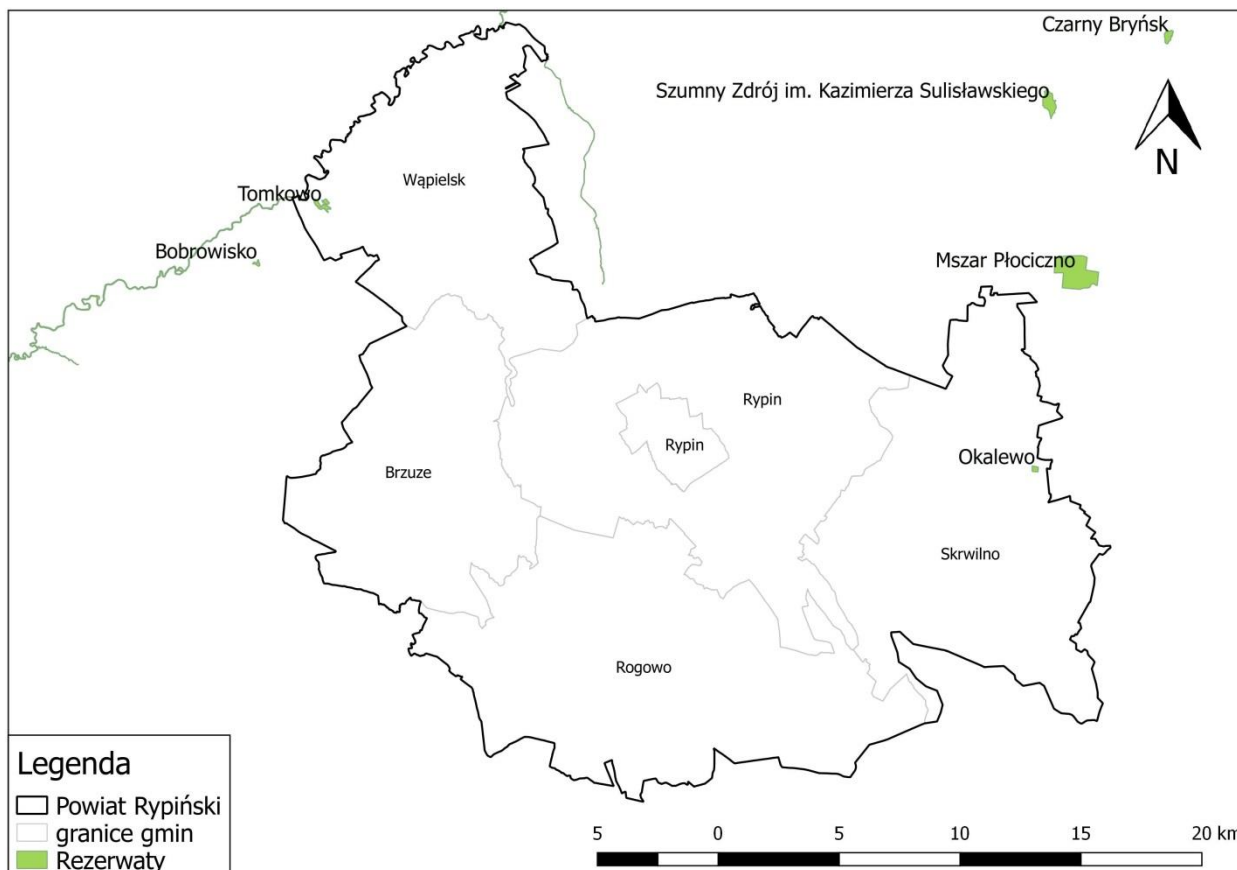 Czarny Bryńsk
Szumny Zdrój im. Kazimierza Sulisławskiego
N
Wąpielsk
Tomkowo
Bobrowisko
Mszar Płociczno
Rypin
Rypin
Okalewo
Brzuze
Skrwilno
Rogowo
Legenda
Powiat Rypiński
granice gmin
Rezerwaty
5 0 5 10 15 20 km